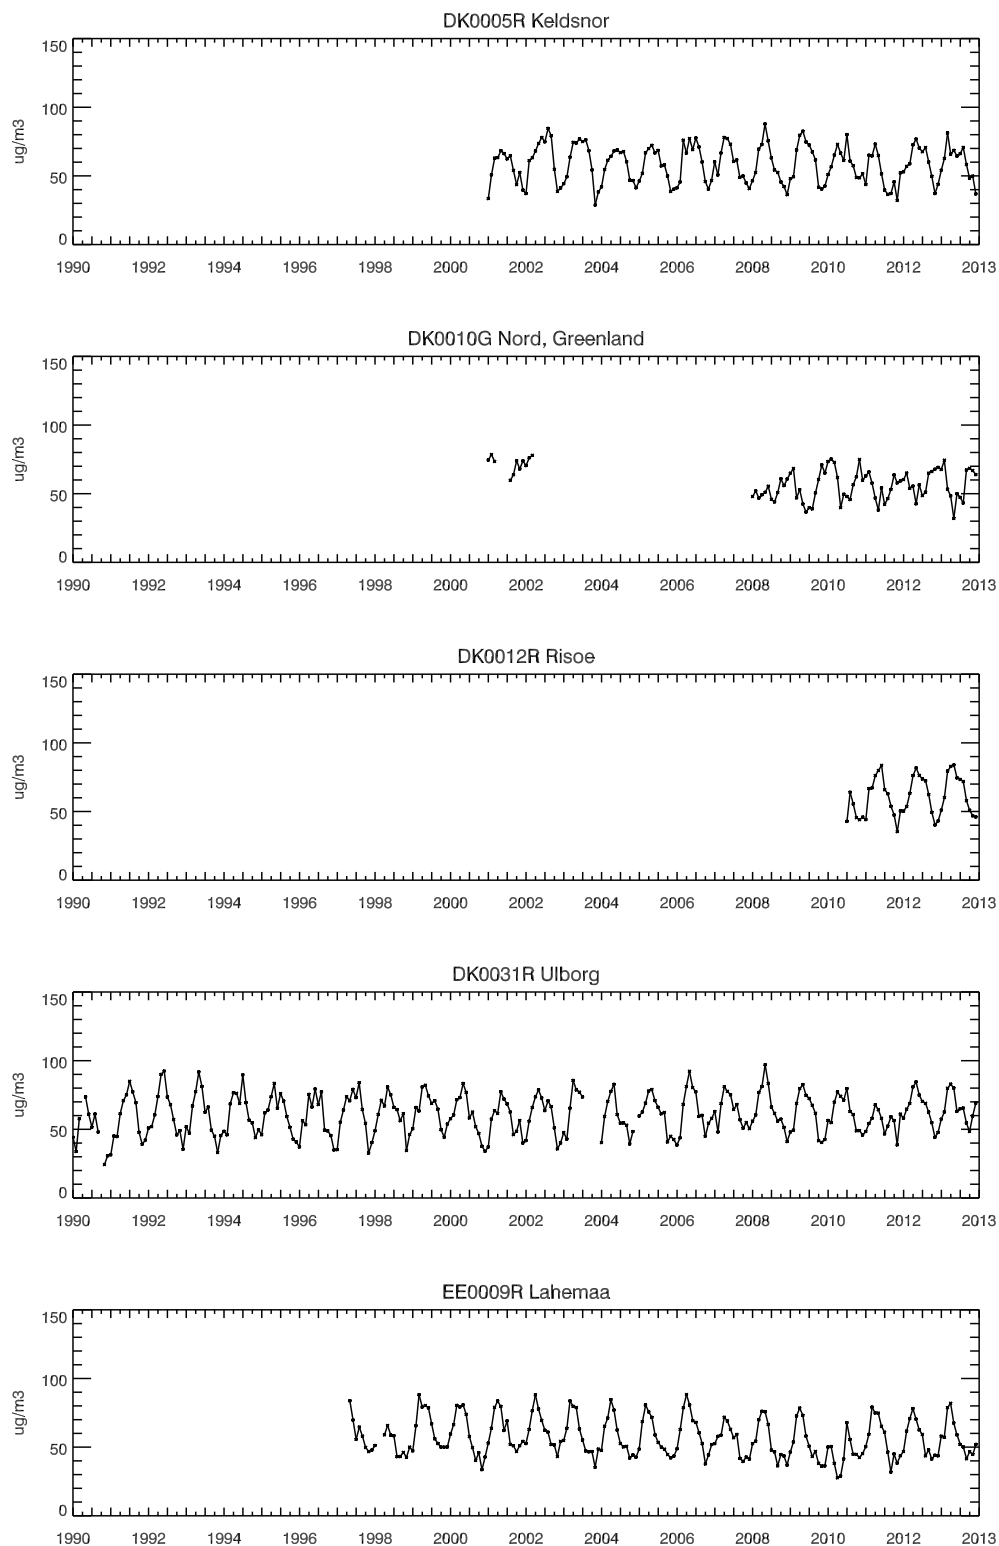 DK0005R Keldsnor
150
100
50
0
ug/m3
1990 1992 1994 1996 1998 2000 2002 2004 2006 2008 2010 2012 2013
DK0010G Nord, Greenland
150
100
50
0
ug/m3
1990 1992 1994 1996 1998 2000 2002 2004 2006 2008 2010 2012 2013
DK0012R Risoe
150
100
50
0
ug/m3
1990 1992 1994 1996 1998 2000 2002 2004 2006 2008 2010 2012 2013
DK0031R Ulborg
150
100
50
0
ug/m3
1990 1992 1994 1996 1998 2000 2002 2004 2006 2008 2010 2012 2013
EE0009R Lahemaa
150
100
50
0
ug/m3
1990 1992 1994 1996 1998 2000 2002 2004 2006 2008 2010 2012 2013